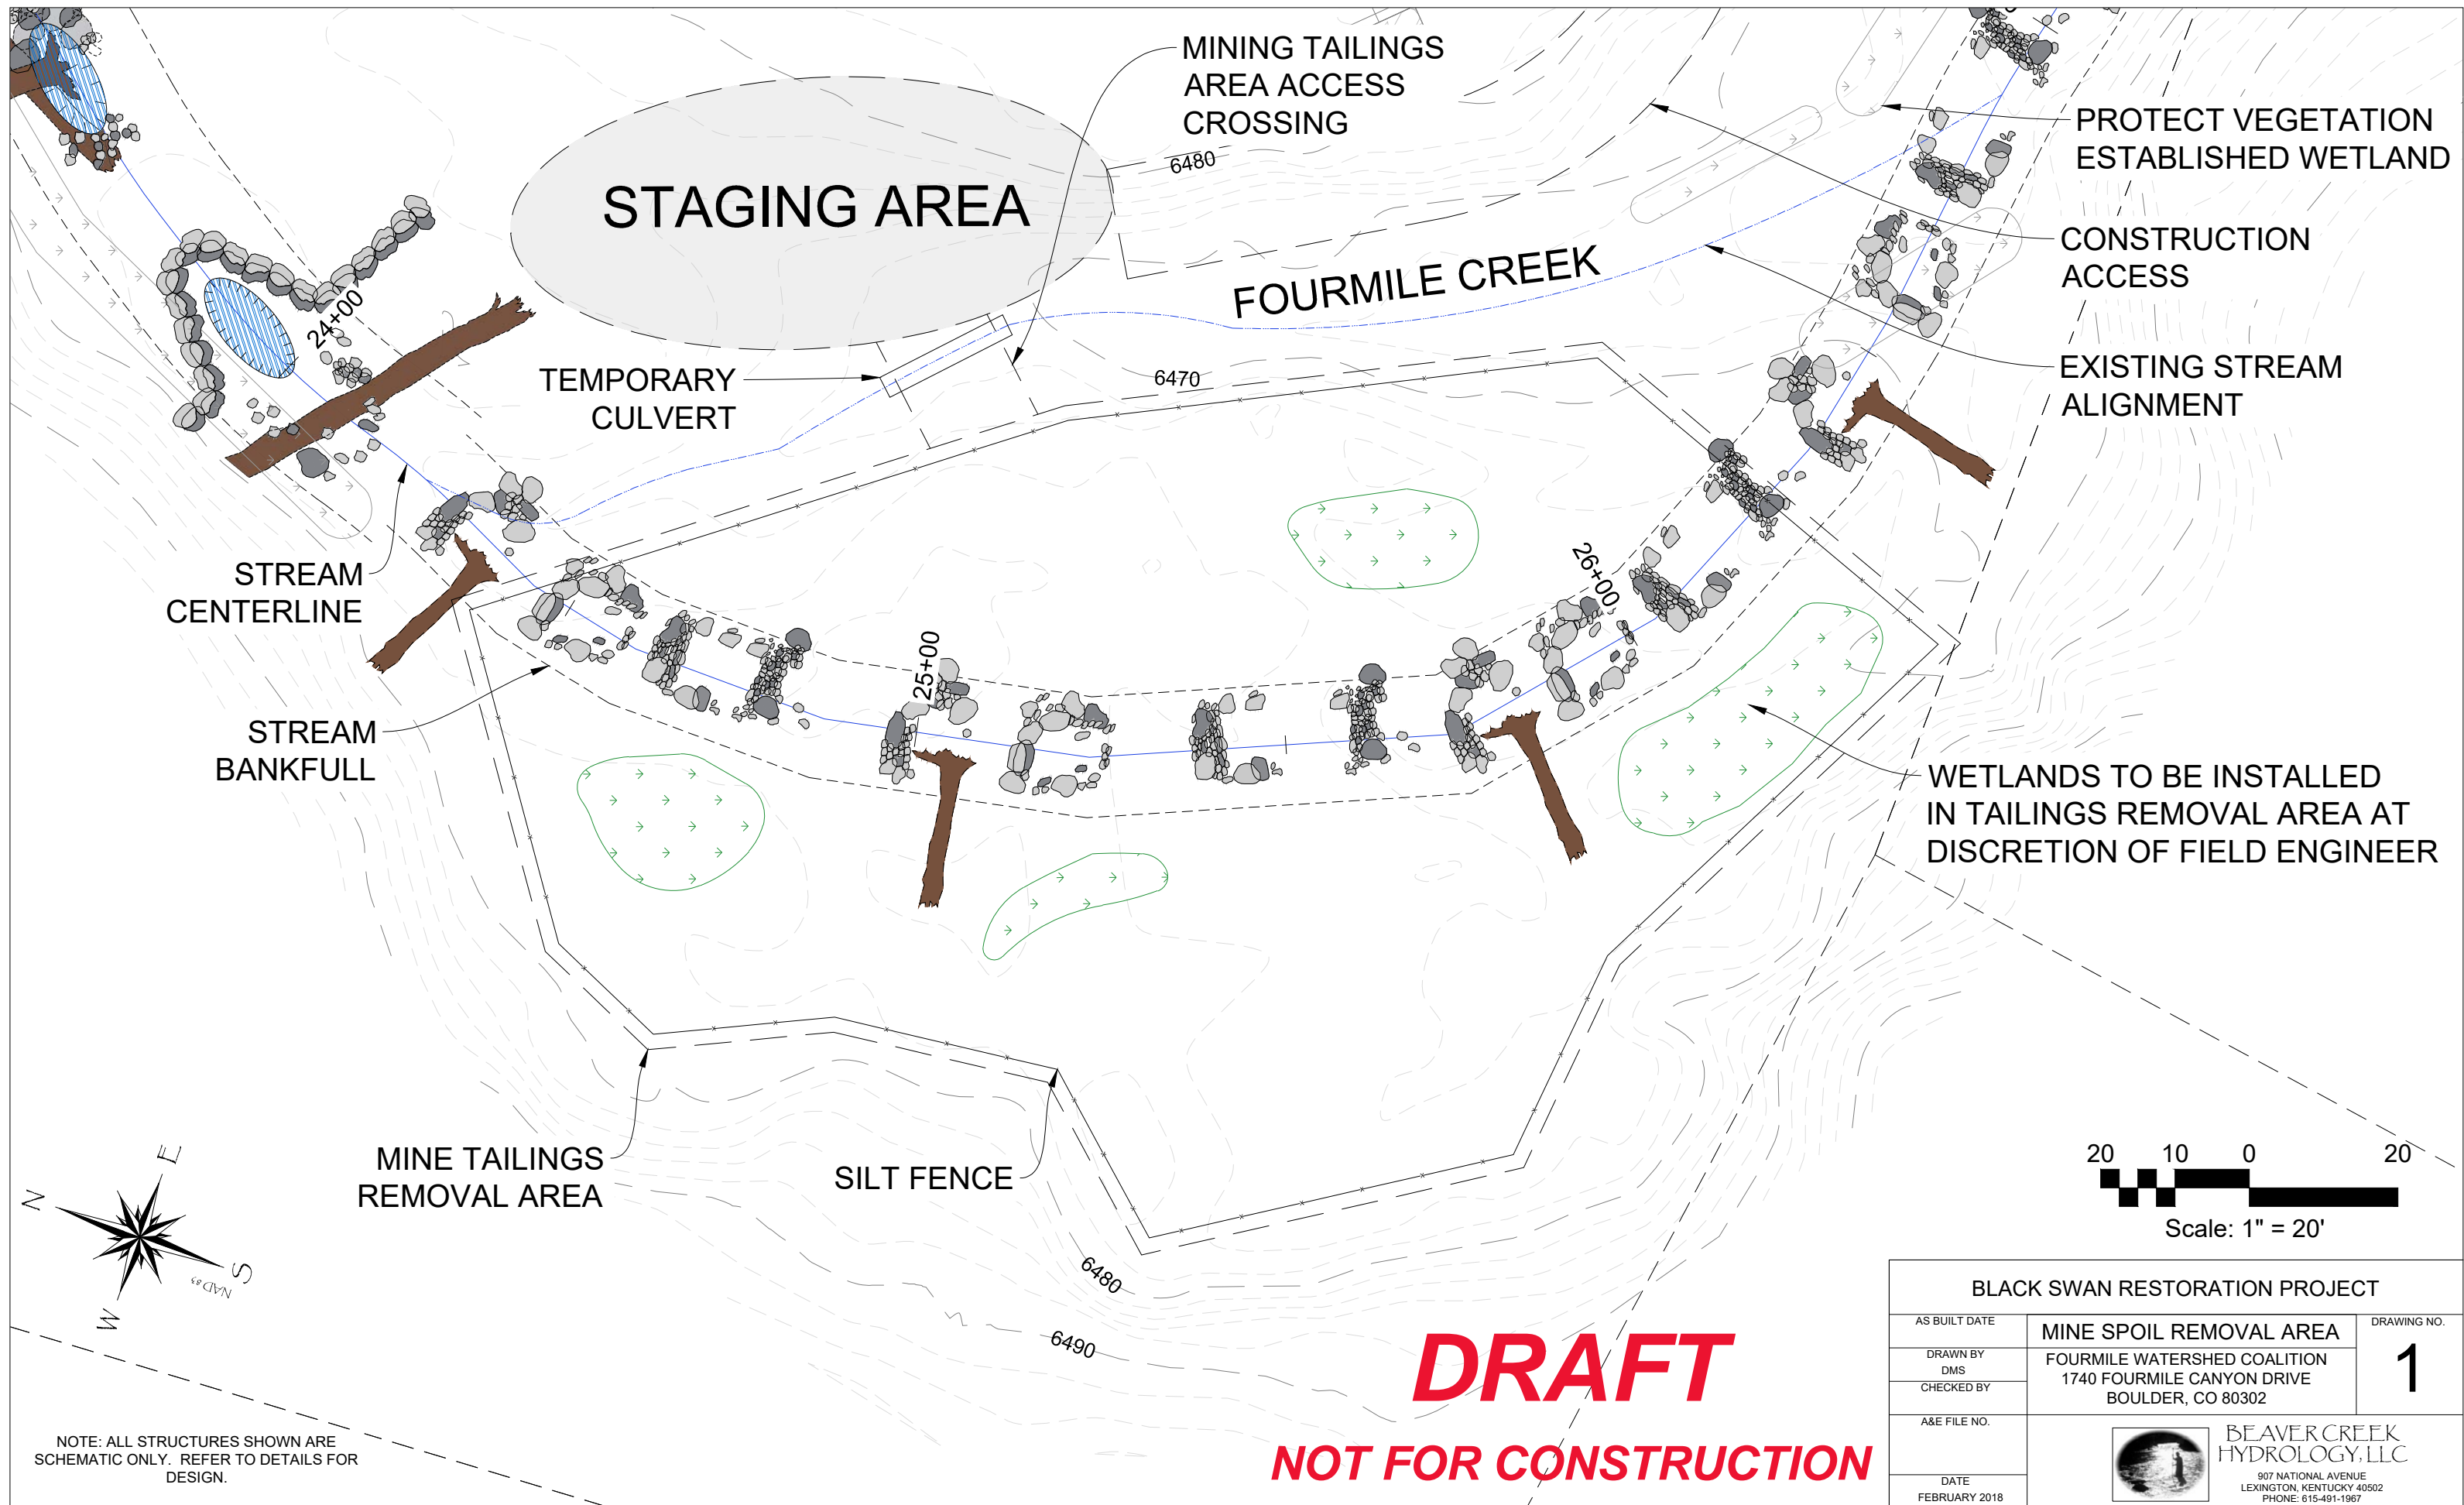 MINING TAILINGS
AREA ACCESS
CROSSING
6480
STAGING AREA
PROTECT VEGETATION
ESTABLISHED WETLAND
CONSTRUCTION
ACCESS
FOURMILE CREEK
24+00
TEMPORARY
CULVERT
6470
EXISTING STREAM
ALIGNMENT
STREAM
CENTERLINE
26+00
25+00
STREAM
BANKFULL
WETLANDS TO BE INSTALLED
IN TAILINGS REMOVAL AREA AT
DISCRETION OF FIELD ENGINEER
MINE TAILINGS
REMOVAL AREA
SILT FENCE
N
E
S
W
NAD 83
6480
6490
20 10 0 20
Scale: 1" = 20'
DRAFT
NOT FOR CONSTRUCTION
NOTE: ALL STRUCTURES SHOWN ARE
SCHEMATIC ONLY. REFER TO DETAILS FOR
DESIGN.
BLACK SWAN RESTORATION PROJECT
AS BUILT DATE
DRAWN BY
DMS
CHECKED BY
A&E FILE NO.
DATE
FEBRUARY 2018
MINE SPOIL REMOVAL AREA
FOURMILE WATERSHED COALITION
1740 FOURMILE CANYON DRIVE
BOULDER, CO 80302
DRAWING NO.
1
BEAVER CREEK
HYDROLOGY, LLC
907 NATIONAL AVENUE
LEXINGTON, KENTUCKY 40502
PHONE: 615-491-1967